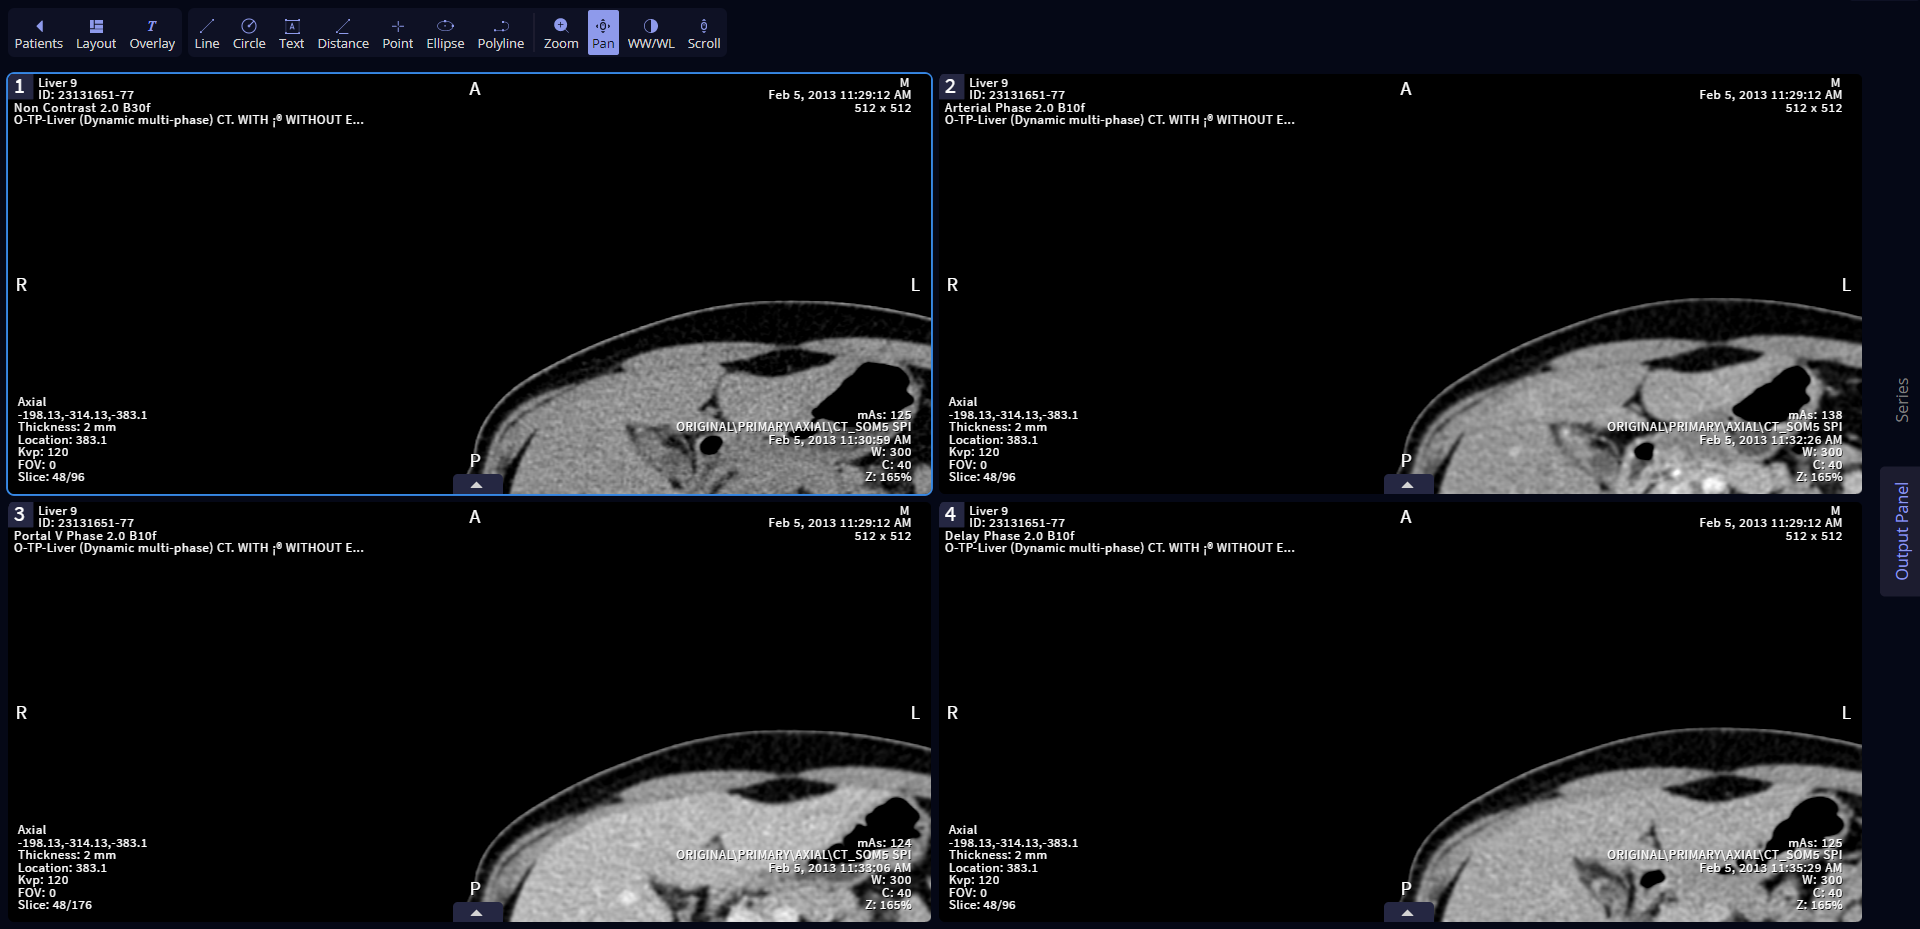 Patients Layout Overlay Line Circle Text Distance Point Ellipse Polyline Zoom Pan WW/WL Scroll
1 Liver 9
ID: 23131651-77
Non Contrast 2.0 B30f
O-TP-Liver (Dynamic multi-phase) CT. WITH ¡® WITHOUT E...
A
M
Feb 5, 2013 11:29:12 AM
512 x 512
R
L
Axial
-198.13,-314.13,-383.1
Thickness: 2 mm
Location: 383.1
Kvp: 120
FOV: 0
Slice: 48/96
P
mAs: 125
ORIGINAL\PRIMARY\AXIAL\CT_SOM5 SPI
Feb 5, 2013 11:30:59 AM
W: 300
C: 40
Z: 165%
2 Liver 9
ID: 23131651-77
Arterial Phase 2.0 B10f
O-TP-Liver (Dynamic multi-phase) CT. WITH ¡® WITHOUT E...
A
M
Feb 5, 2013 11:29:12 AM
512 x 512
R
L
Axial
-198.13,-314.13,-383.1
Thickness: 2 mm
Location: 383.1
Kvp: 120
FOV: 0
Slice: 48/96
P
mAs: 138
ORIGINAL\PRIMARY\AXIAL\CT_SOM5 SPI
Feb 5, 2013 11:32:26 AM
W: 300
C: 40
Z: 165%
3 Liver 9
ID: 23131651-77
Portal V Phase 2.0 B10f
O-TP-Liver (Dynamic multi-phase) CT. WITH ¡® WITHOUT E...
A
M
Feb 5, 2013 11:29:12 AM
512 x 512
R
L
Axial
-198.13,-314.13,-383.1
Thickness: 2 mm
Location: 383.1
Kvp: 120
FOV: 0
Slice: 48/176
P
mAs: 124
ORIGINAL\PRIMARY\AXIAL\CT_SOM5 SPI
Feb 5, 2013 11:33:06 AM
W: 300
C: 40
Z: 165%
4 Liver 9
ID: 23131651-77
Delay Phase 2.0 B10f
O-TP-Liver (Dynamic multi-phase) CT. WITH ¡® WITHOUT E...
A
M
Feb 5, 2013 11:29:12 AM
512 x 512
R
L
Axial
-198.13,-314.13,-383.1
Thickness: 2 mm
Location: 383.1
Kvp: 120
FOV: 0
Slice: 48/96
P
mAs: 125
ORIGINAL\PRIMARY\AXIAL\CT_SOM5 SPI
Feb 5, 2013 11:35:29 AM
W: 300
C: 40
Z: 165%
Series
Output Panel